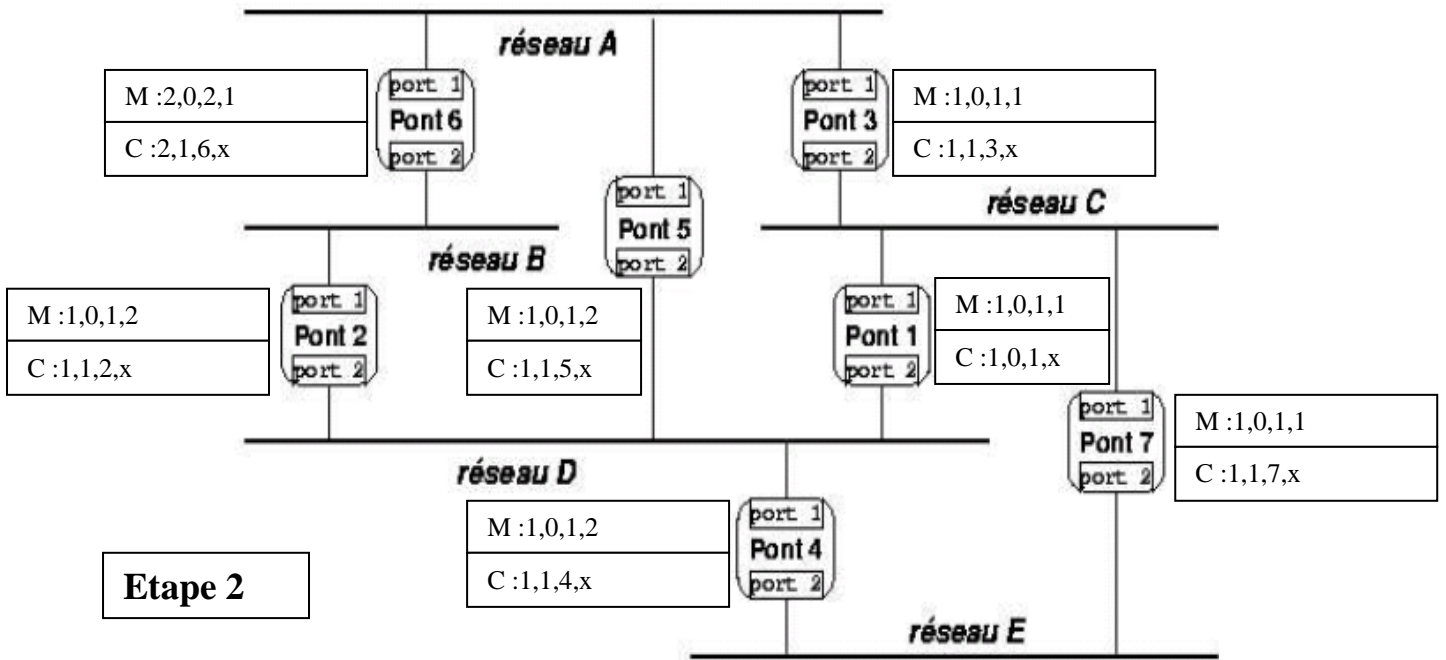 réseau A
M :2,0,2,1
C :2,1,6,x
port 1
Pont 6
port 2
port 1
Pont 3
port 2
M :1,0,1,1
C :1,1,3,x
port 1
Pont 5
port 2
réseau C
réseau B
M :1,0,1,2
C :1,1,2,x
port 1
Pont 2
port 2
M :1,0,1,2
C :1,1,5,x
port 1
Pont 1
port 2
M :1,0,1,1
C :1,0,1,x
port 1
Pont 7
port 2
M :1,0,1,1
C :1,1,7,x
réseau D
M :1,0,1,2
C :1,1,4,x
port 1
Pont 4
port 2
Etape 2
réseau E